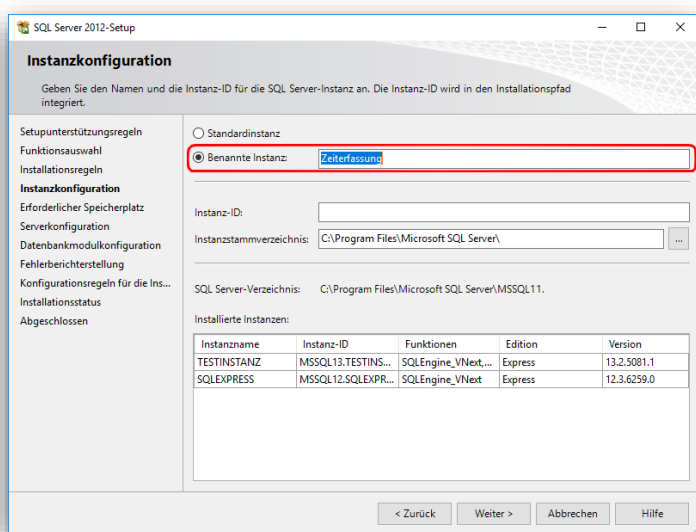 SQL Server 2012-Setup
Instanzkonfiguration
Geben Sie den Namen und die Instanz-ID für die SQL Server-Instanz an. Die Instanz-ID wird in den Installationspfad
integriert.
Setupunterstützungsregeln
Funktionsauswahl
Installationsregeln
Instanzkonfiguration
Erforderlicher Speicherplatz
Serverkonfiguration
Datenbankmodulkonfiguration
Fehlerberichterstellung
Konfigurationsregeln für die Ins...
Installationsstatus
Abgeschlossen
Standardinstanz
Benannte Instanz: Zeiterfassung
Instanz-ID:
Instanzstammverzeichnis: C:\Program Files\Microsoft SQL Server\ ...
SQL Server-Verzeichnis: C:\Program Files\Microsoft SQL Server\MSSQL11.
Installierte Instanzen:
Instanzname Instanz-ID Funktionen Edition Version
TESTINSTANZ MSSQL13.TESTINS... SQLEngine_VNext,... Express 13.2.5081.1
SQLEXPRESS MSSQL12.SQLEXPR... SQLEngine_VNext Express 12.3.6259.0
< Zurück Weiter > Abbrechen Hilfe